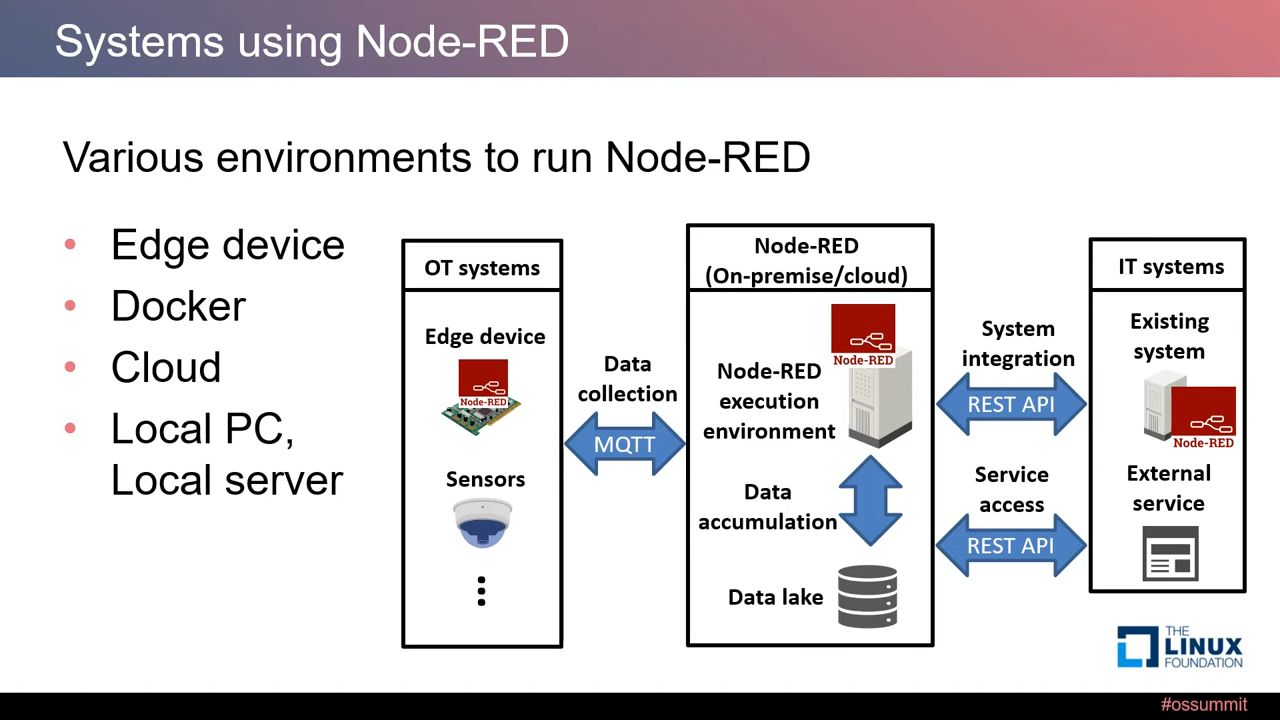 Systems using Node-RED
Various environments to run Node-RED
• Edge device
• Docker
• Cloud
• Local PC,
Local server
OT systems
Edge device
Node-RED
Sensors
Data
collection
MQTT
Node-RED
(On-premise/cloud)
Node-RED
Node-RED
execution
environment
Data
accumulation
Data lake
System
integration
REST API
Service
access
REST API
IT systems
Existing
system
Node-RED
External
service
THE
LINUX
FOUNDATION
#ossummit